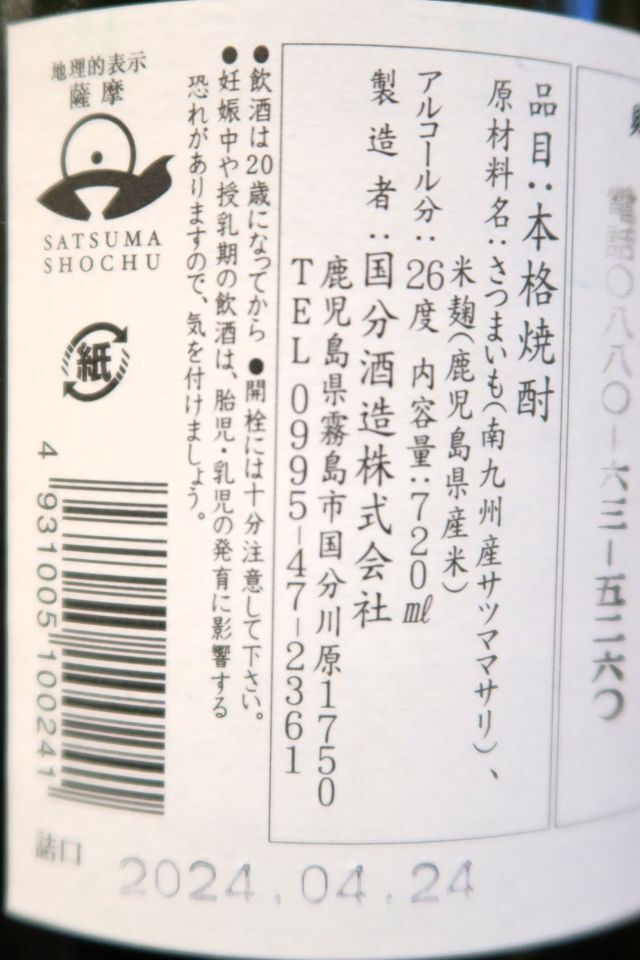 電話〇八八〇―六三―五二六〇
品目：本格焼酎
原材料名：さつまいも（南九州産サツママサリ）、
米麹（鹿児島県産米）
アルコール分：26度 内容量：720㎖
製造者：国分酒造株式会社
鹿児島県霧島市国分川原1750
TEL 0995-47-2361
●飲酒は20歳になってから ●開栓には十分注意して下さい。
●妊娠中や授乳期の飲酒は、胎児・乳児の発育に影響する
恐れがありますので、気を付けましょう。
地理的表示
薩摩
SATSUMA
SHOCHU
紙
4 931005 100241
詰口
2024.04.24